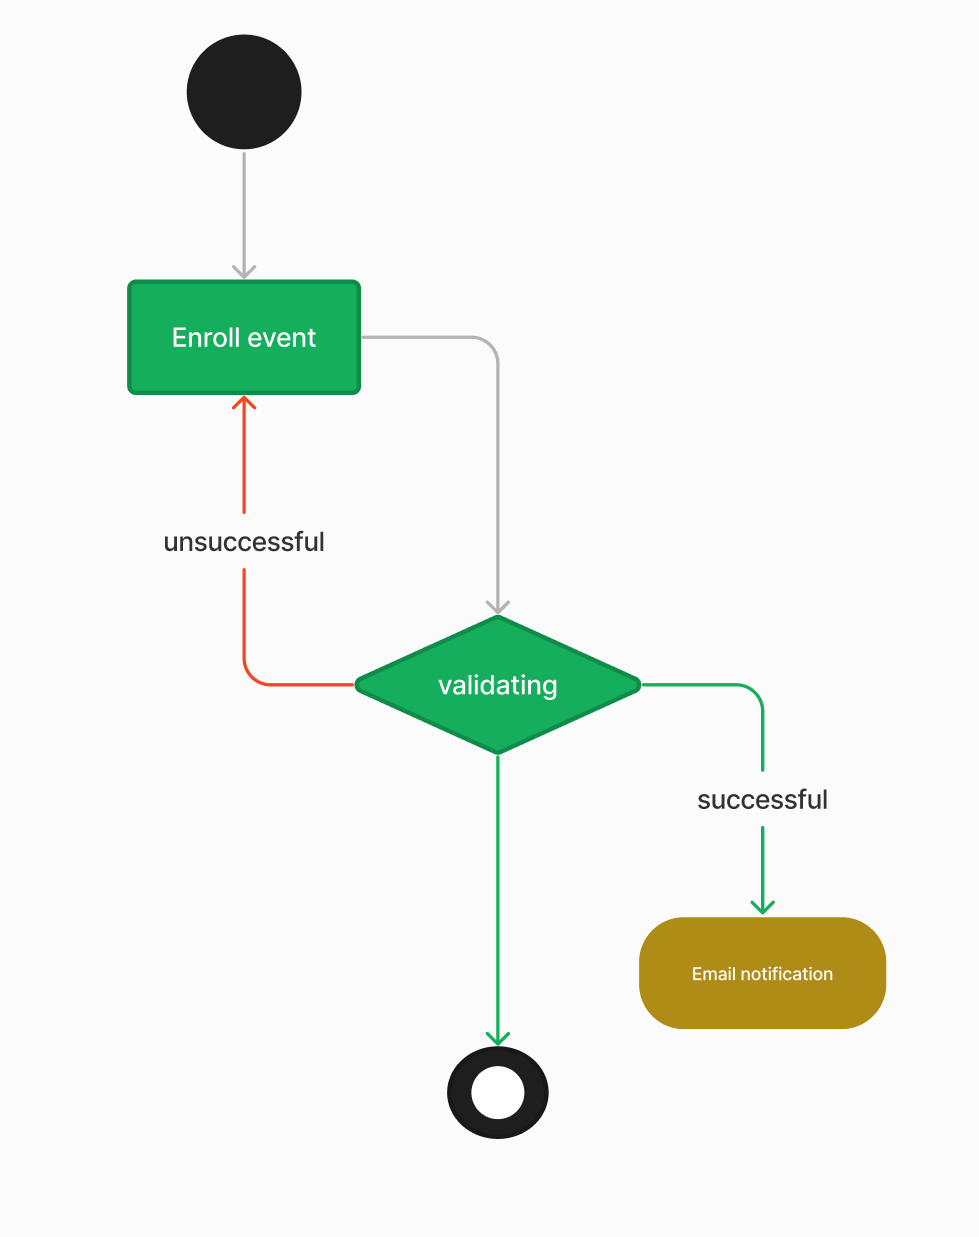 Enroll event
unsuccessful
validating
successful
Email notification